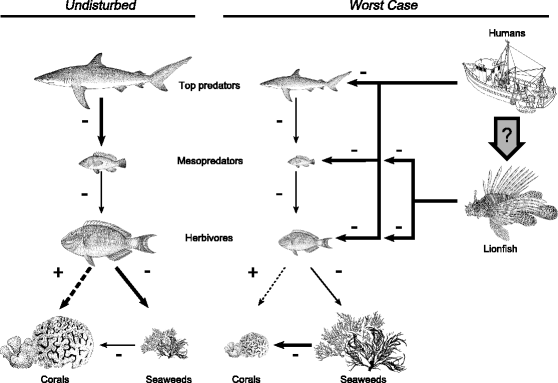 Undisturbed
Worst Case
Humans
Top predators
-
-
-
?
Mesopredators
-
-
-
-
Herbivores
-
-
Lionfish
+
-
+
-
-
-
Corals
Seaweeds
Corals
Seaweeds